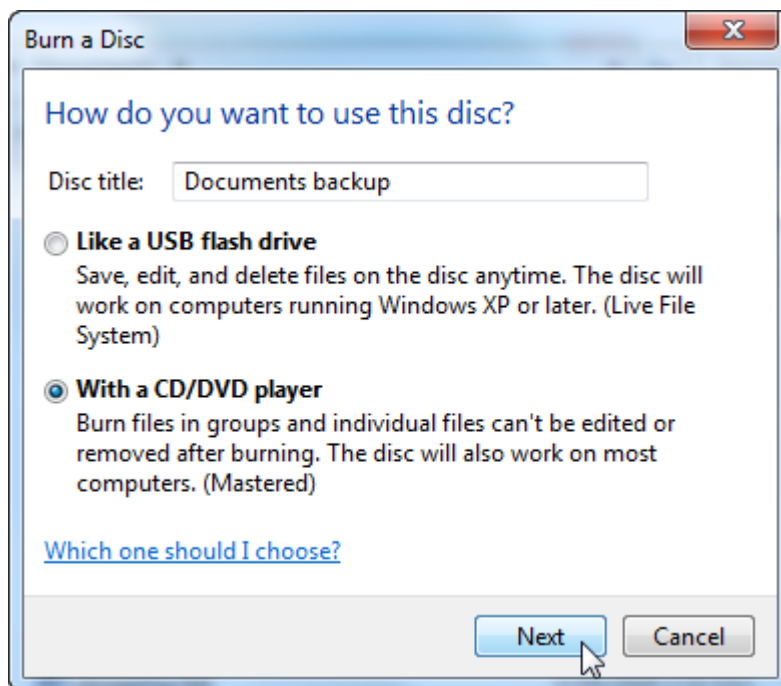 Burn a Disc
How do you want to use this disc?
Disc title: Documents backup
Like a USB flash drive
Save, edit, and delete files on the disc anytime. The disc will
work on computers running Windows XP or later. (Live File
System)
With a CD/DVD player
Burn files in groups and individual files can't be edited or
removed after burning. The disc will also work on most
computers. (Mastered)
Which one should I choose?
Next Cancel